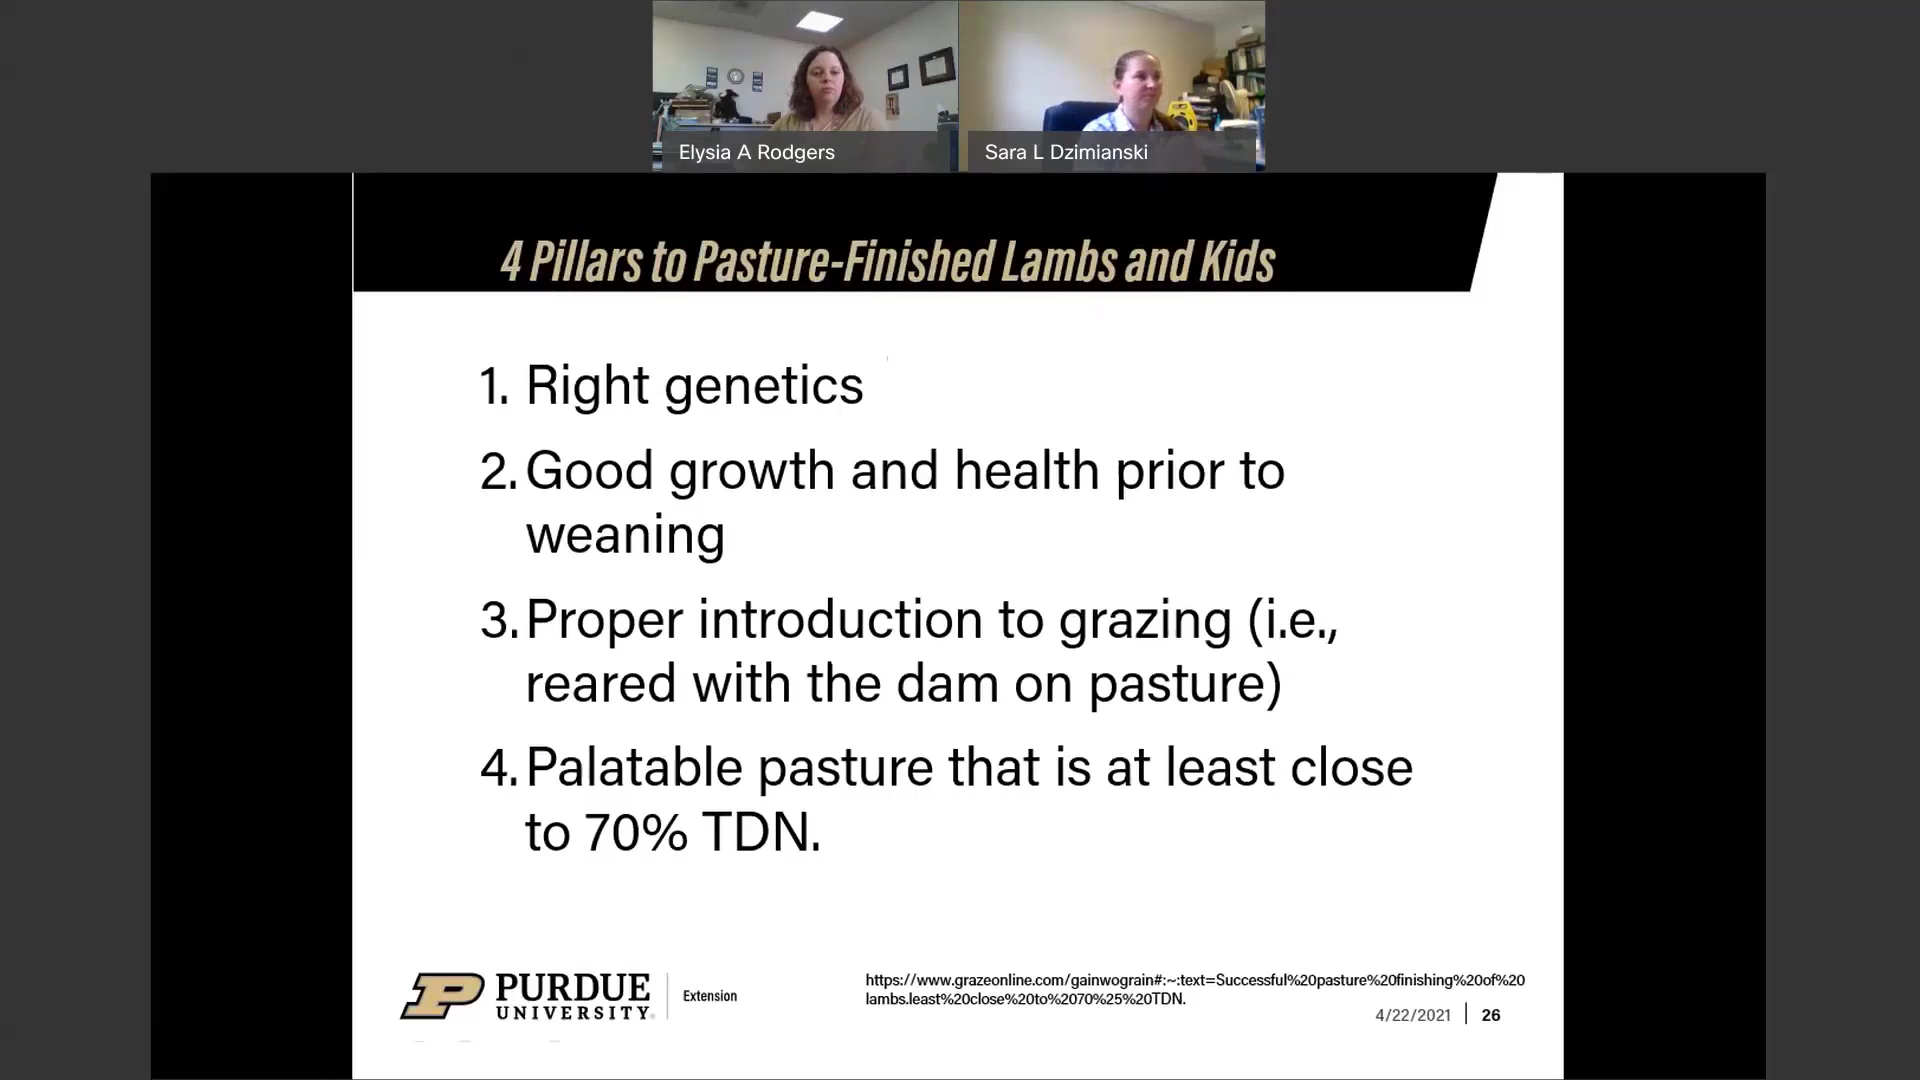 Elysia A Rodgers
Sara L Dzimianski
4 Pillars to Pasture-Finished Lambs and Kids
1. Right genetics
2. Good growth and health prior to
weaning
3. Proper introduction to grazing (i.e.,
reared with the dam on pasture)
4. Palatable pasture that is at least close
to 70% TDN.
PURDUE
UNIVERSITY
Extension
https://www.grazeonline.com/gainwograin#:~:text=Successful%20pasture%20finishing%20of%20
lambs.least%20close%20to%2070%25%20TDN.
4/22/2021 | 26